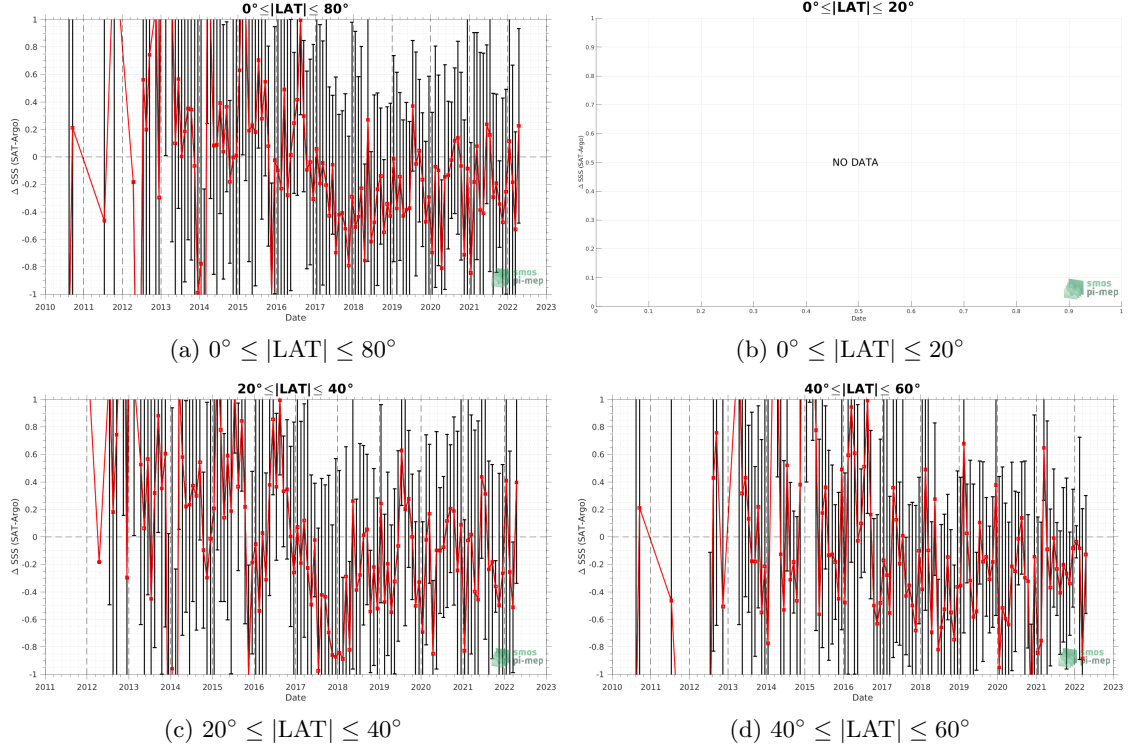 0°≤|LAT|≤ 80°
1
0.8
0.6
0.4
0.2
0
-0.2
-0.4
-0.6
-0.8
-1
Δ SSS (SAT-Argo)
2010 2011 2012 2013 2014 2015 2016 2017 2018 2019 2020 2021 2022 2023
Date
smos
pi-mep
(a) 0° ≤ |LAT| ≤ 80°
0°≤|LAT|≤ 20°
1
0.9
0.8
0.7
0.6
0.5
0.4
0.3
0.2
0.1
0
Δ SSS (SAT-Argo)
NO DATA
0 0.1 0.2 0.3 0.4 0.5 0.6 0.7 0.8 0.9 1
Date
smos
pi-mep
(b) 0° ≤ |LAT| ≤ 20°
20°≤|LAT|≤ 40°
1
0.8
0.6
0.4
0.2
0
-0.2
-0.4
-0.6
-0.8
-1
Δ SSS (SAT-Argo)
2011 2012 2013 2014 2015 2016 2017 2018 2019 2020 2021 2022 2023
Date
smos
pi-mep
(c) 20° ≤ |LAT| ≤ 40°
40°≤|LAT|≤ 60°
1
0.8
0.6
0.4
0.2
0
-0.2
-0.4
-0.6
-0.8
-1
Δ SSS (SAT-Argo)
2010 2011 2012 2013 2014 2015 2016 2017 2018 2019 2020 2021 2022 2023
Date
smos
pi-mep
(d) 40° ≤ |LAT| ≤ 60°